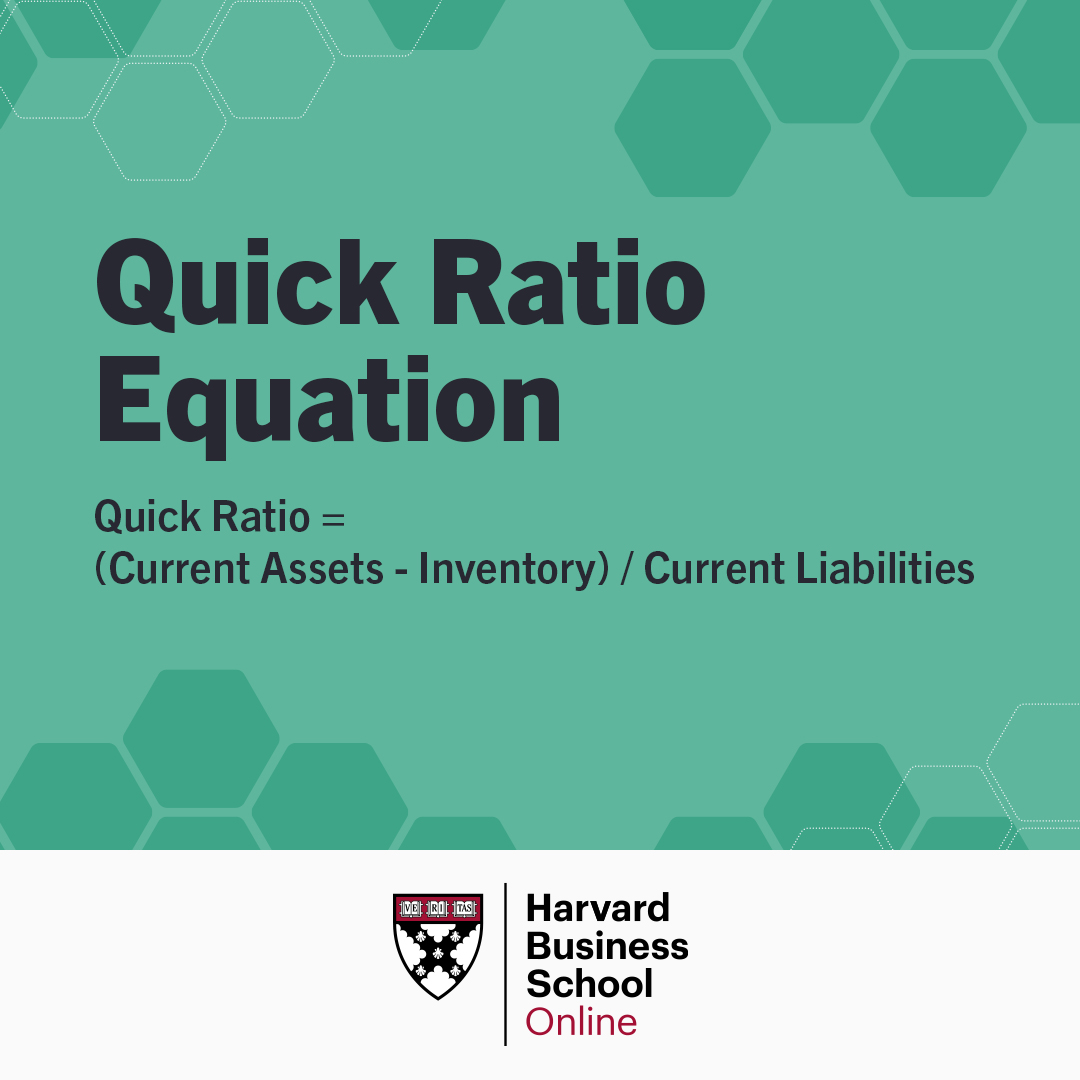 Quick Ratio
Equation
Quick Ratio =
(Current Assets - Inventory) / Current Liabilities
VE RI TAS
Harvard
Business
School
Online